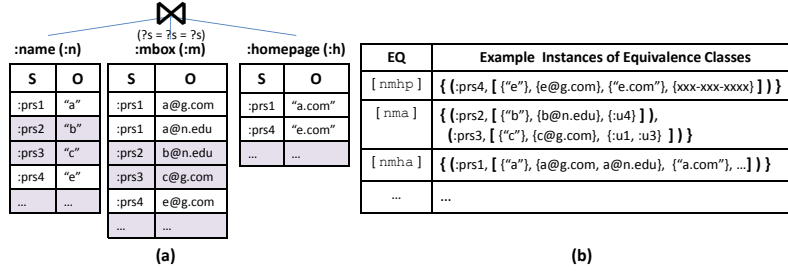 (?s = ?s = ?s)
:name (:n)
S O
:prs1 “a”
:prs2 “b”
:prs3 “c”
:prs4 “e”
... ...
:mbox (:m)
S O
:prs1 a@g.com
:prs1 a@n.edu
:prs2 b@n.edu
:prs3 c@g.com
:prs4 e@g.com
... ...
:homepage (:h)
S O
:prs1 “a.com”
:prs4 “e.com”
... ...
(a)
EQ Example Instances of Equivalence Classes
[nmhp] { (:prs4, [ {“e”}, {e@g.com}, {“e.com”}, {xxx-xxx-xxxx} ] ) }
[nma] { (:prs2, [ {“b”}, {b@n.edu}, {:u4} ] ),
(:prs3, [ {“c”}, {c@g.com}, {:u1, :u3} ] ) }
[nmha] { (:prs1, [ {“a”}, {a@g.com, a@n.edu}, {“a.com”}, ...] ) }
... ...
(b)